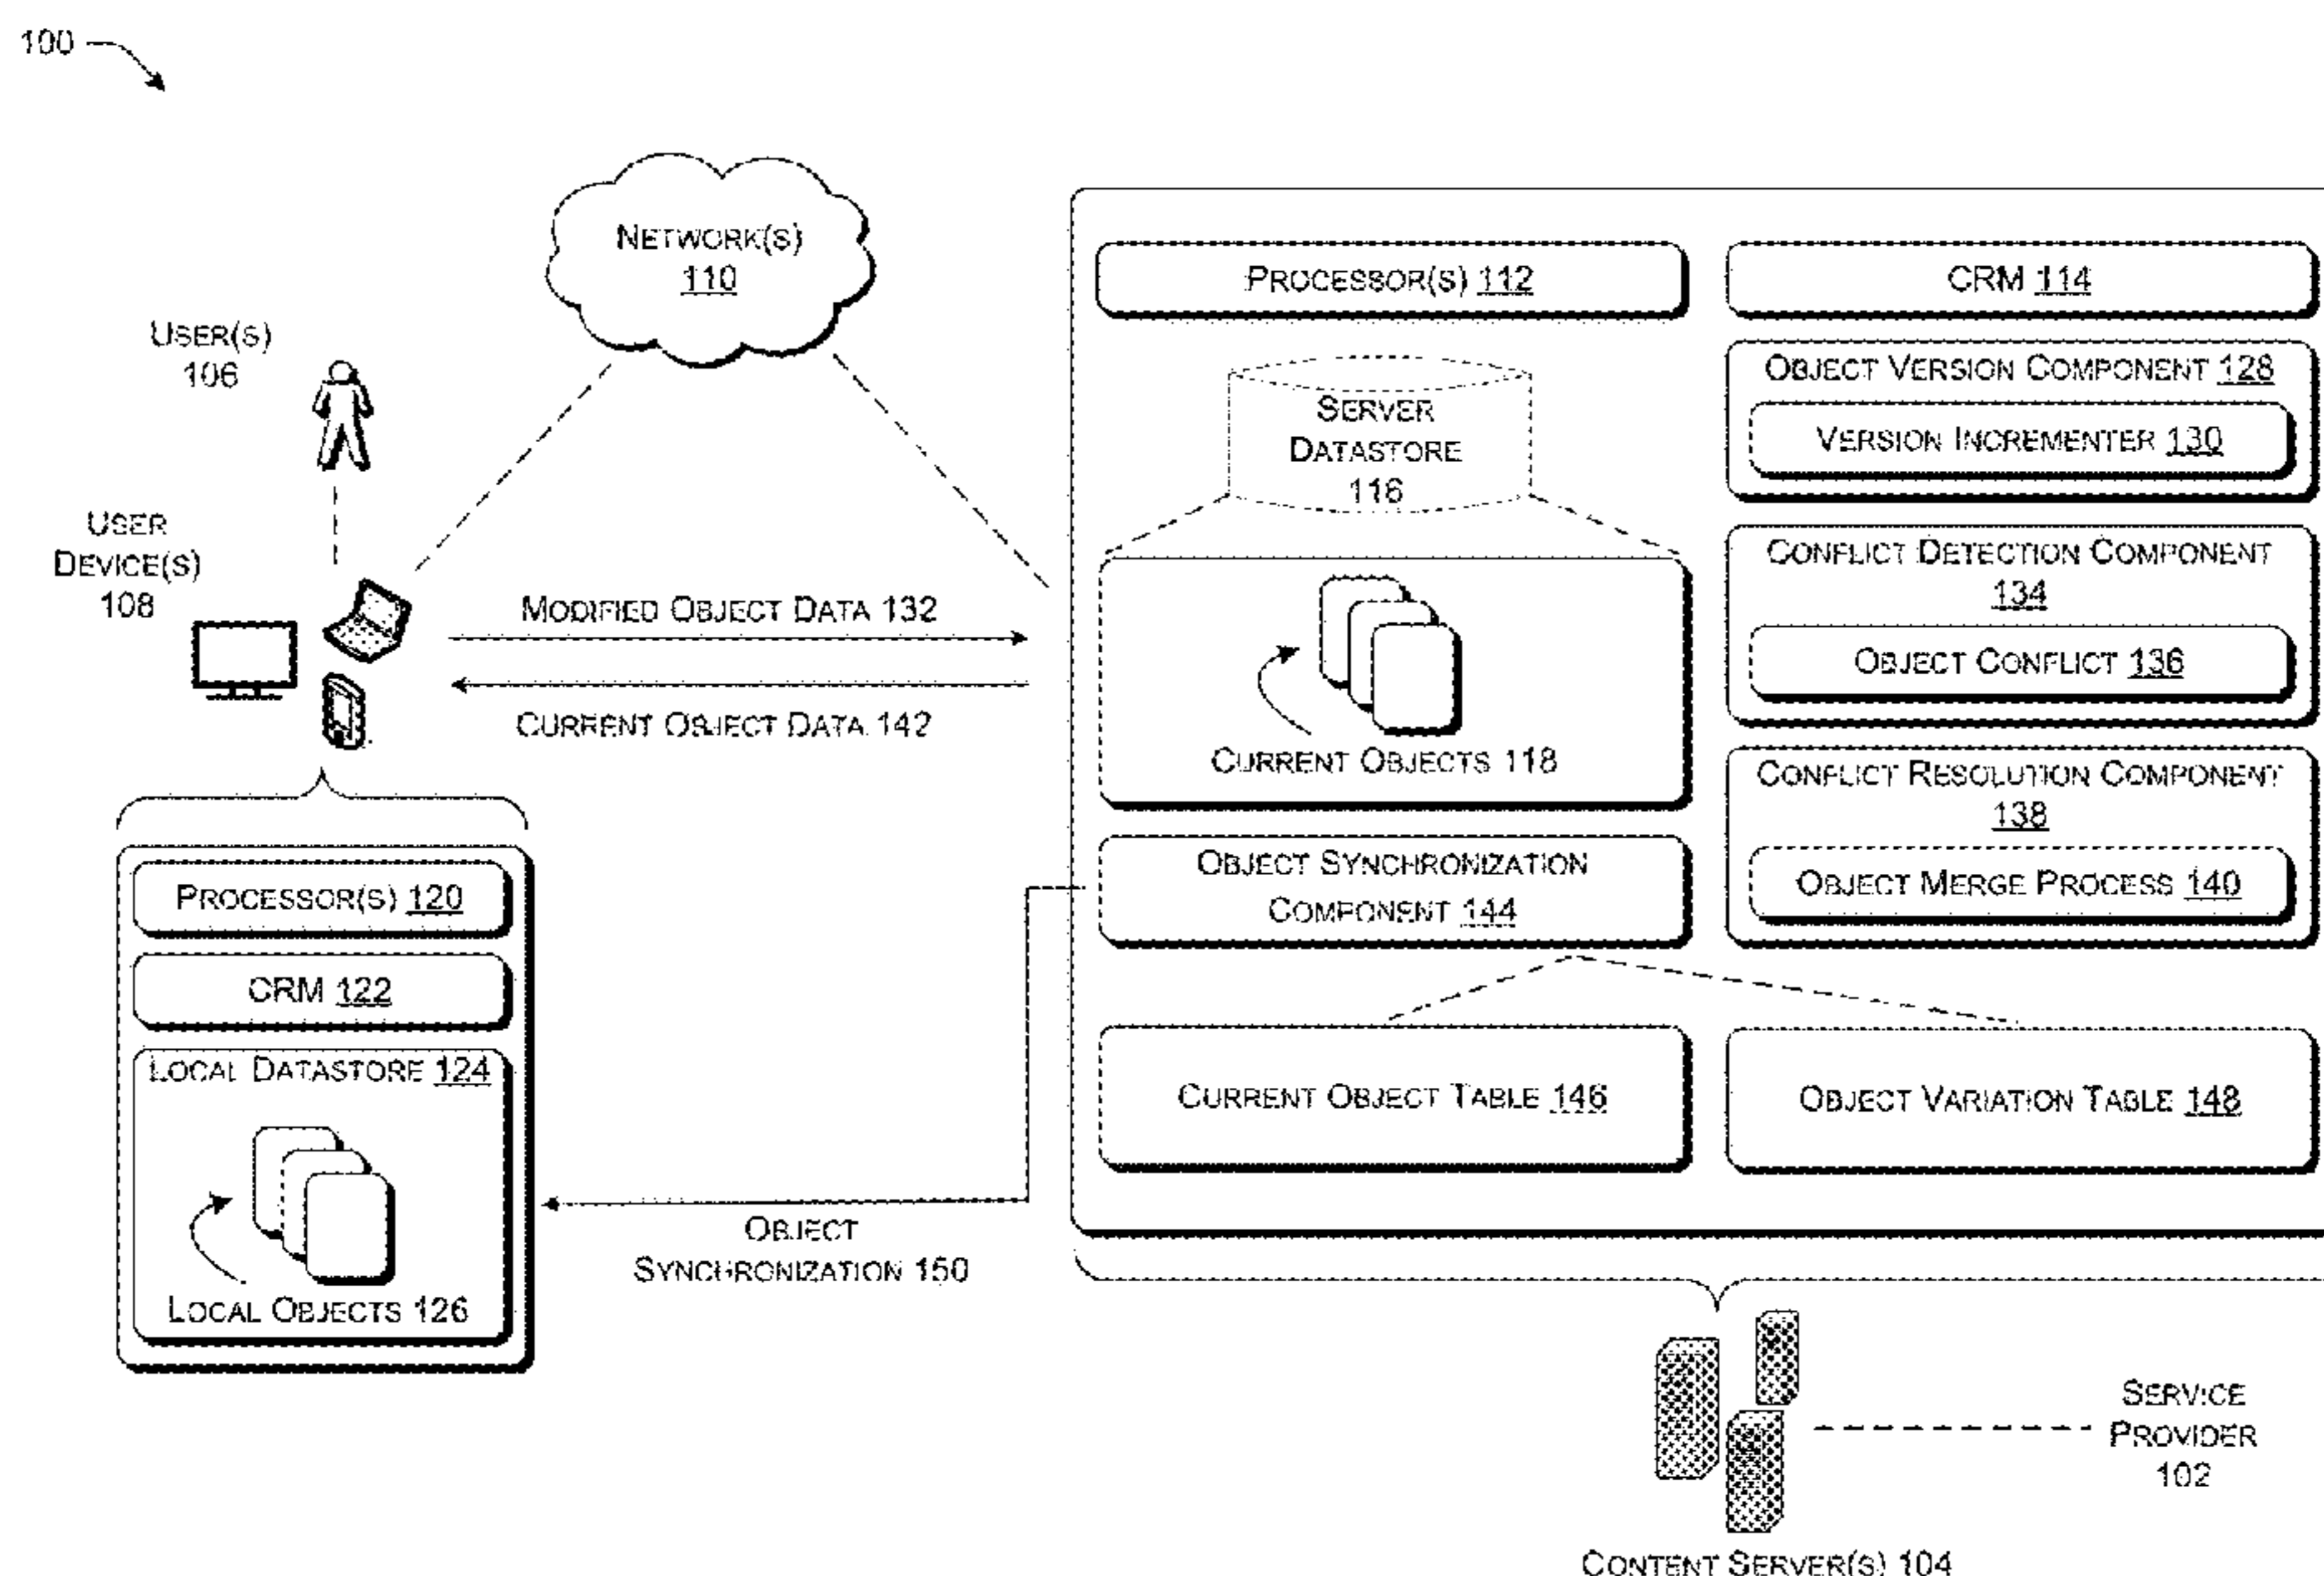 100
NETWORK(S)
110
USER(S)
106
USER
DEVICE(S)
108
MODIFIED OBJECT DATA 132
CURRENT OBJECT DATA 142
PROCESSOR(S) 120
CRM 122
LOCAL DATASTORE 124
LOCAL OBJECTS 126
OBJECT
SYNCHRONIZATION 150
PROCESSOR(S) 112
SERVER
DATASTORE
116
CURRENT OBJECTS 118
OBJECT SYNCHRONIZATION
COMPONENT 144
CURRENT OBJECT TABLE 146
CRM 114
OBJECT VERSION COMPONENT 128
VERSION INCREMENTER 130
CONFLICT DETECTION COMPONENT
134
OBJECT CONFLICT 136
CONFLICT RESOLUTION COMPONENT
138
OBJECT MERGE PROCESS 140
OBJECT VARIATION TABLE 148
SERVICE
PROVIDER
102
CONTENT SERVER(S) 104